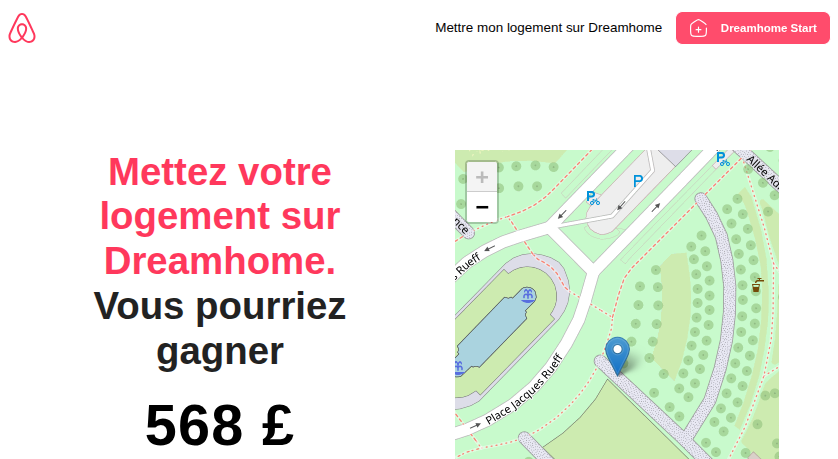 Mettre mon logement sur Dreamhome
Dreamhome Start
Mettez votre
logement sur
Dreamhome.
Vous pourriez
gagner
568 £
+
−
P
P
P
Allée Ad
nce
s Rueff
Place Jacques Rueff